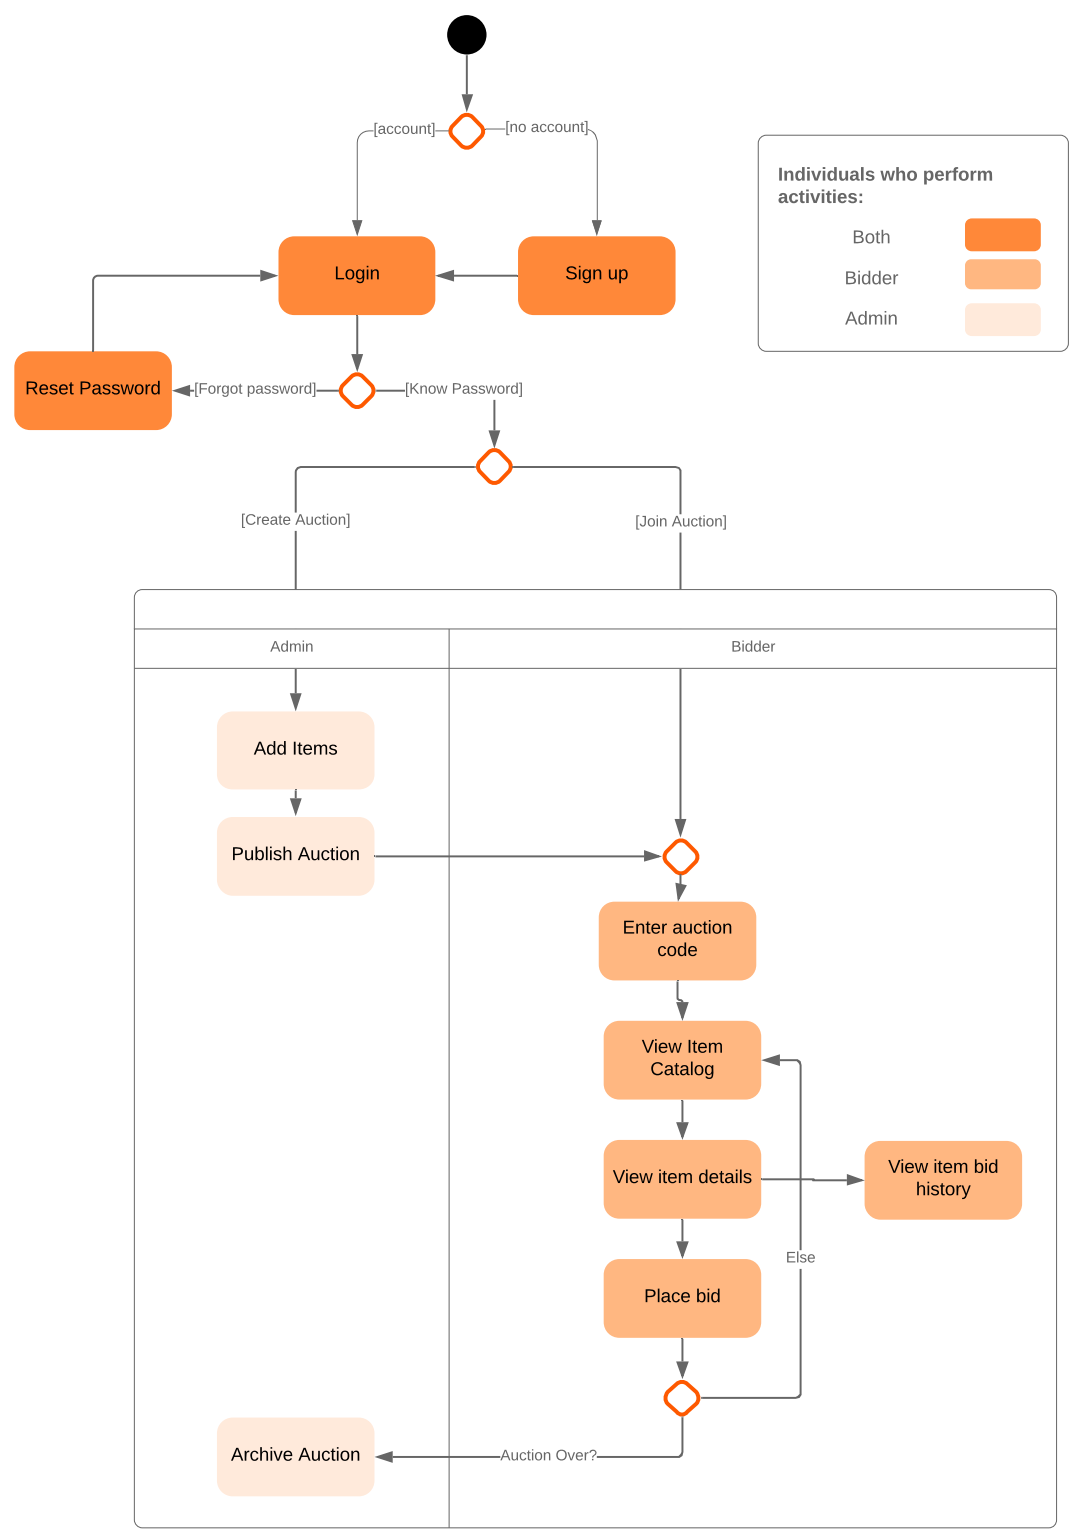 [account]
[no account]
Individuals who perform
activities:
Both
Bidder
Admin
Login
Sign up
Reset Password
[Forgot password]
[Know Password]
[Create Auction]
[Join Auction]
Admin
Bidder
Add Items
Publish Auction
Enter auction
code
View Item
Catalog
View item details
View item bid
history
Else
Place bid
Archive Auction
Auction Over?